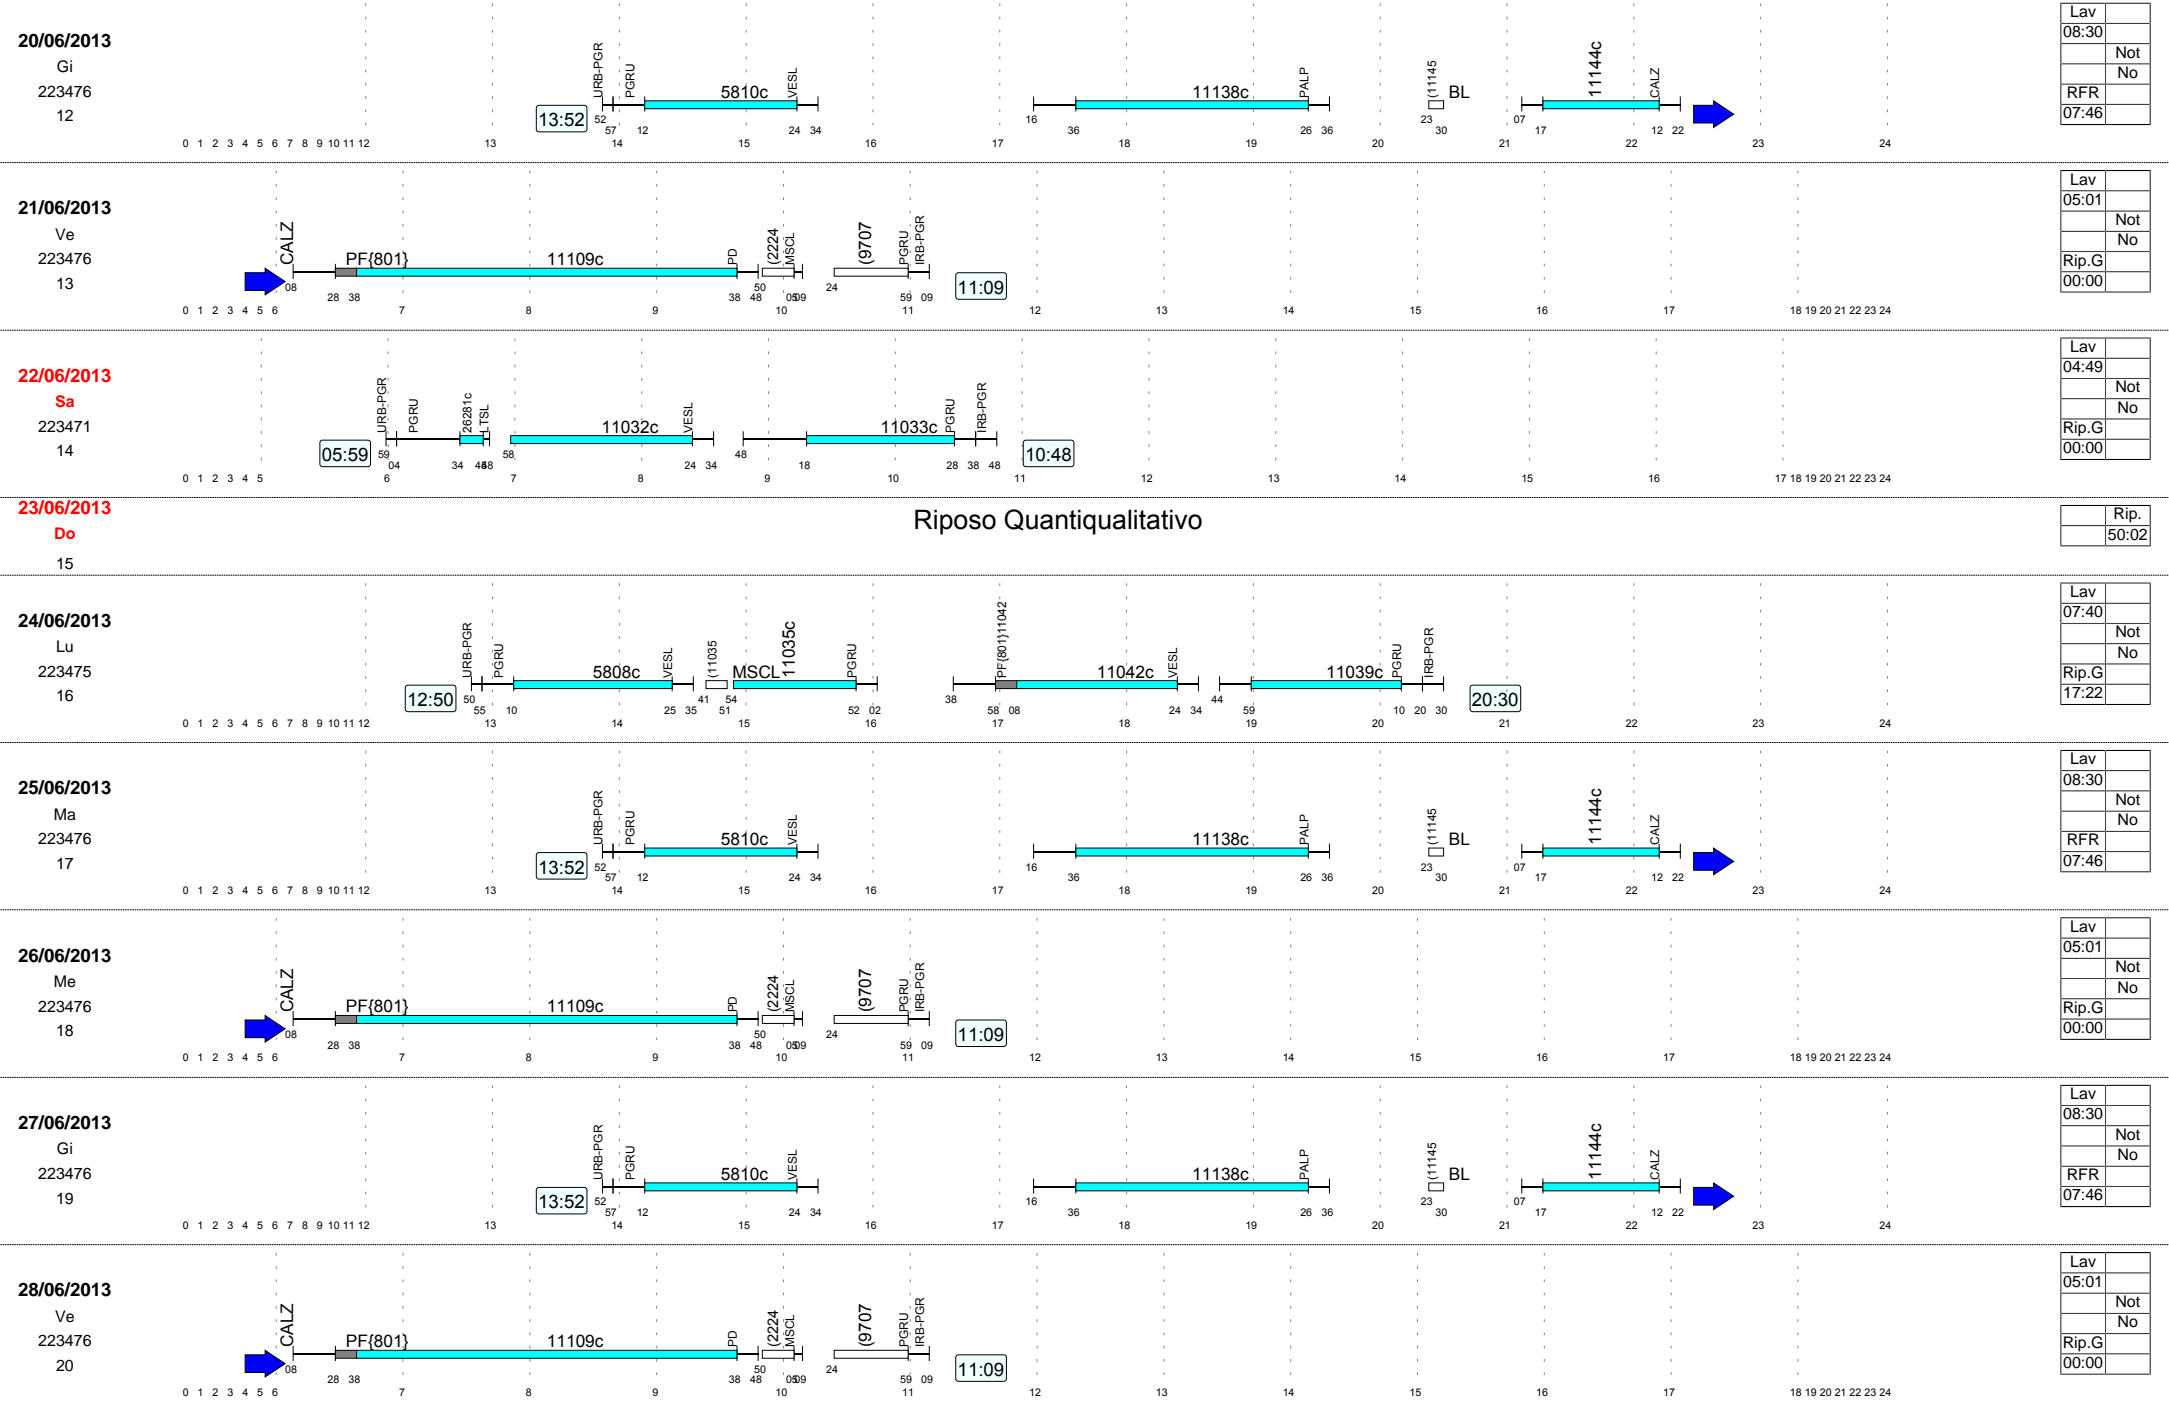 20/06/2013
Gi
223476
12
13:52
URB-PGR PGRU 5810c VESL 11138c PALP (11145 BL 11144c CALZ
52 57 12 24 34 16 36 26 36 23 30 07 17 12 22
0 1 2 3 4 5 6 7 8 9 10 11 12 13 14 15 16 17 18 19 20 21 22 23 24
Lav
08:30
Not
No
RFR
07:46
21/06/2013
Ve
223476
13
CALZ PF{801} 11109c PD (2224 MSCL (9707 PGRU IRB-PGR
08 28 38 38 48 50 05 09 24 59 09
11:09
0 1 2 3 4 5 6 7 8 9 10 11 12 13 14 15 16 17 18 19 20 21 22 23 24
Lav
05:01
Not
No
Rip.G
00:00
22/06/2013
Sa
223471
14
05:59
URB-PGR PGRU 26281c LTSL 11032c VESL 11033c PGRU IRB-PGR
59 04 34 45 48 58 24 34 48 18 28 38 48
10:48
0 1 2 3 4 5 6 7 8 9 10 11 12 13 14 15 16 17 18 19 20 21 22 23 24
Lav
04:49
Not
No
Rip.G
00:00
23/06/2013
Do
15
Riposo Quantiqualitativo
Rip.
50:02
24/06/2013
Lu
223475
16
12:50
URB-PGR PGRU 5808c VESL (11035 MSCL 11035c PGRU PF{801}11042 11042c VESL 11039c PGRU IRB-PGR
50 55 10 25 35 41 51 54 52 02 38 58 08 24 34 44 59 10 20 30
20:30
0 1 2 3 4 5 6 7 8 9 10 11 12 13 14 15 16 17 18 19 20 21 22 23 24
Lav
07:40
Not
No
Rip.G
17:22
25/06/2013
Ma
223476
17
13:52
URB-PGR PGRU 5810c VESL 11138c PALP (11145 BL 11144c CALZ
52 57 12 24 34 16 36 26 36 23 30 07 17 12 22
0 1 2 3 4 5 6 7 8 9 10 11 12 13 14 15 16 17 18 19 20 21 22 23 24
Lav
08:30
Not
No
RFR
07:46
26/06/2013
Me
223476
18
CALZ PF{801} 11109c PD (2224 MSCL (9707 PGRU IRB-PGR
08 28 38 38 48 50 05 09 24 59 09
11:09
0 1 2 3 4 5 6 7 8 9 10 11 12 13 14 15 16 17 18 19 20 21 22 23 24
Lav
05:01
Not
No
Rip.G
00:00
27/06/2013
Gi
223476
19
13:52
URB-PGR PGRU 5810c VESL 11138c PALP (11145 BL 11144c CALZ
52 57 12 24 34 16 36 26 36 23 30 07 17 12 22
0 1 2 3 4 5 6 7 8 9 10 11 12 13 14 15 16 17 18 19 20 21 22 23 24
Lav
08:30
Not
No
RFR
07:46
28/06/2013
Ve
223476
20
CALZ PF{801} 11109c PD (2224 MSCL (9707 PGRU IRB-PGR
08 28 38 38 48 50 05 09 24 59 09
11:09
0 1 2 3 4 5 6 7 8 9 10 11 12 13 14 15 16 17 18 19 20 21 22 23 24
Lav
05:01
Not
No
Rip.G
00:00